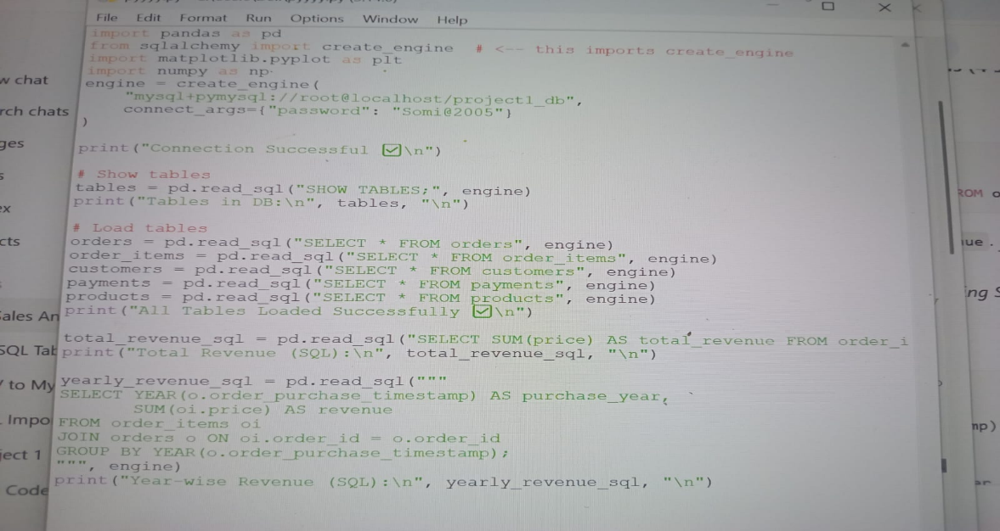 File Edit Format Run Options Window Help
import pandas as pd
from sqlalchemy import create_engine # <-- this imports create_engine
import matplotlib.pyplot as plt
import numpy as np
engine = create_engine(
"mysql+pymysql://root@localhost/project1_db",
connect_args={"password": "Somi@2005"}
)
print("Connection Successful ✅\n")
# Show tables
tables = pd.read_sql("SHOW TABLES;", engine)
print("Tables in DB:\n", tables, "\n")
# Load tables
orders = pd.read_sql("SELECT * FROM orders", engine)
order_items = pd.read_sql("SELECT * FROM order_items", engine)
customers = pd.read_sql("SELECT * FROM customers", engine)
payments = pd.read_sql("SELECT * FROM payments", engine)
products = pd.read_sql("SELECT * FROM products", engine)
print("All Tables Loaded Successfully ✅\n")
total_revenue_sql = pd.read_sql("SELECT SUM(price) AS total_revenue FROM order_i
print("Total Revenue (SQL):\n", total_revenue_sql, "\n")
yearly_revenue_sql = pd.read_sql("""
SELECT YEAR(o.order_purchase_timestamp) AS purchase_year,
SUM(oi.price) AS revenue
FROM order_items oi
JOIN orders o ON oi.order_id = o.order_id
GROUP BY YEAR(o.order_purchase_timestamp);
""", engine)
print("Year-wise Revenue (SQL):\n", yearly_revenue_sql, "\n")
w chat
rch chats
ges
ex
cts
Sales An
SQL Tab
to My
Impo
ject 1
Code
ROM o
ue .
ng S
mp)